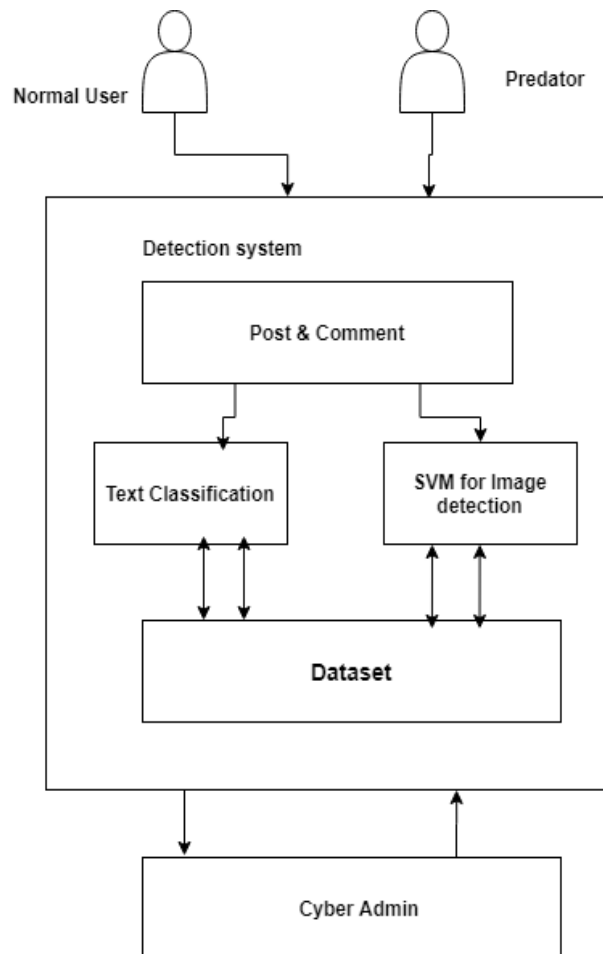 Normal User
Predator
Detection system
Post & Comment
Text Classification
SVM for Image
detection
Dataset
Cyber Admin